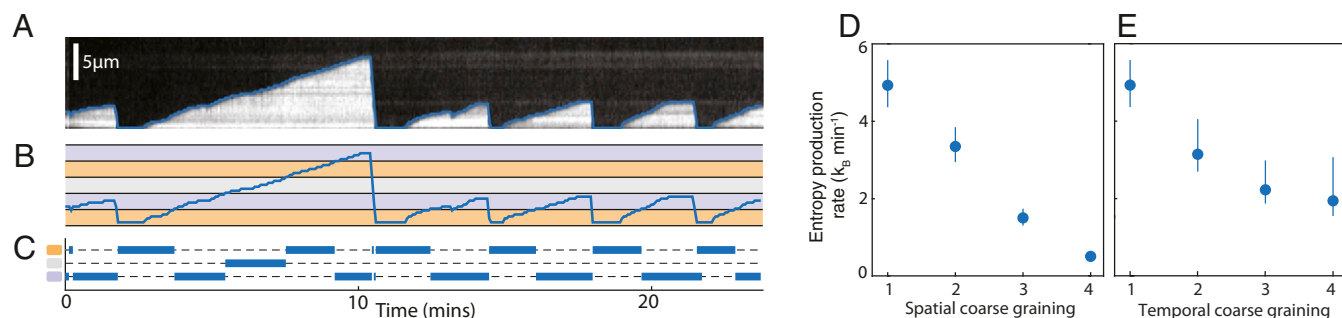 A
5μm
B
C
0
10
20
Time (mins)
D
Entropy production
rate (k_B min⁻¹)
6
4
2
0
1 2 3 4
Spatial coarse graining
E
1 2 3 4
Temporal coarse graining